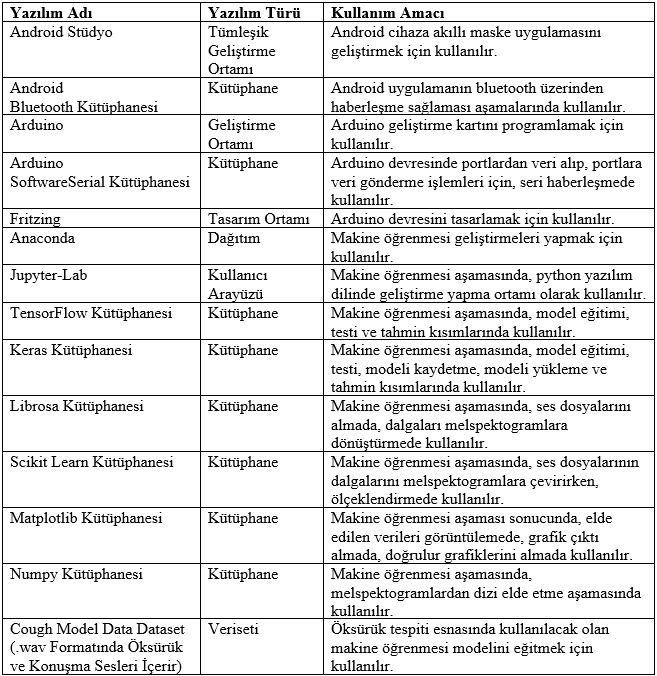 Yazılım Adı Yazılım Türü Kullanım Amacı
Android Stüdyo Tümleşik Android cihaza akıllı maske uygulamasını
Geliştirme geliştirmek için kullanılır.
Ortamı
Android Kütüphane Android uygulamanın bluetooth üzerinden
Bluetooth Kütüphanesi haberleşme sağlaması aşamalarında kullanılır.
Arduino Geliştirme Arduino geliştirme kartını programlamak için
Ortamı kullanılır.
Arduino Kütüphane Arduino devresinde portlardan veri alıp, portlara
SoftwareSerial Kütüphanesi veri gönderme işlemleri için, seri haberleşmede
kullanılır.
Fritzing Tasarım Ortamı Arduino devresini tasarlamak için kullanılır.
Anaconda Dağıtım Makine öğrenmesi geliştirmeleri yapmak için
kullanılır.
Jupyter-Lab Kullanıcı Makine öğrenmesi aşamasında, python yazılım
Arayüzü dilinde geliştirme yapma ortamı olarak kullanılır.
TensorFlow Kütüphanesi Kütüphane Makine öğrenmesi aşamasında, model eğitimi,
testi ve tahmin kısımlarında kullanılır.
Keras Kütüphanesi Kütüphane Makine öğrenmesi aşamasında, model eğitimi,
testi, modeli kaydetme, modeli yükleme ve
tahmin kısımlarında kullanılır.
Librosa Kütüphanesi Kütüphane Makine öğrenmesi aşamasında, ses dosyalarını
almada, dalgaları melspektogramlara
dönüştürmede kullanılır.
Scikit Learn Kütüphanesi Kütüphane Makine öğrenmesi aşamasında, ses dosyalarının
dalgalarını melspektogramlara çevirirken,
ölçeklendirmede kullanılır.
Matplotlib Kütüphanesi Kütüphane Makine öğrenmesi aşaması sonucunda, elde
edilen verileri görüntülemede, grafik çıktı
almada, doğrulur grafiklerini almada kullanılır.
Numpy Kütüphanesi Kütüphane Makine öğrenmesi aşamasında,
melspektogramlardan dizi elde etme aşamasında
kullanılır.
Cough Model Data Dataset Veriseti Öksürük tespiti esnasında kullanılacak olan
(.wav Formatında Öksürük makine öğrenmesi modelini eğitmek için
ve Konuşma Sesleri İçerir) kullanılır.